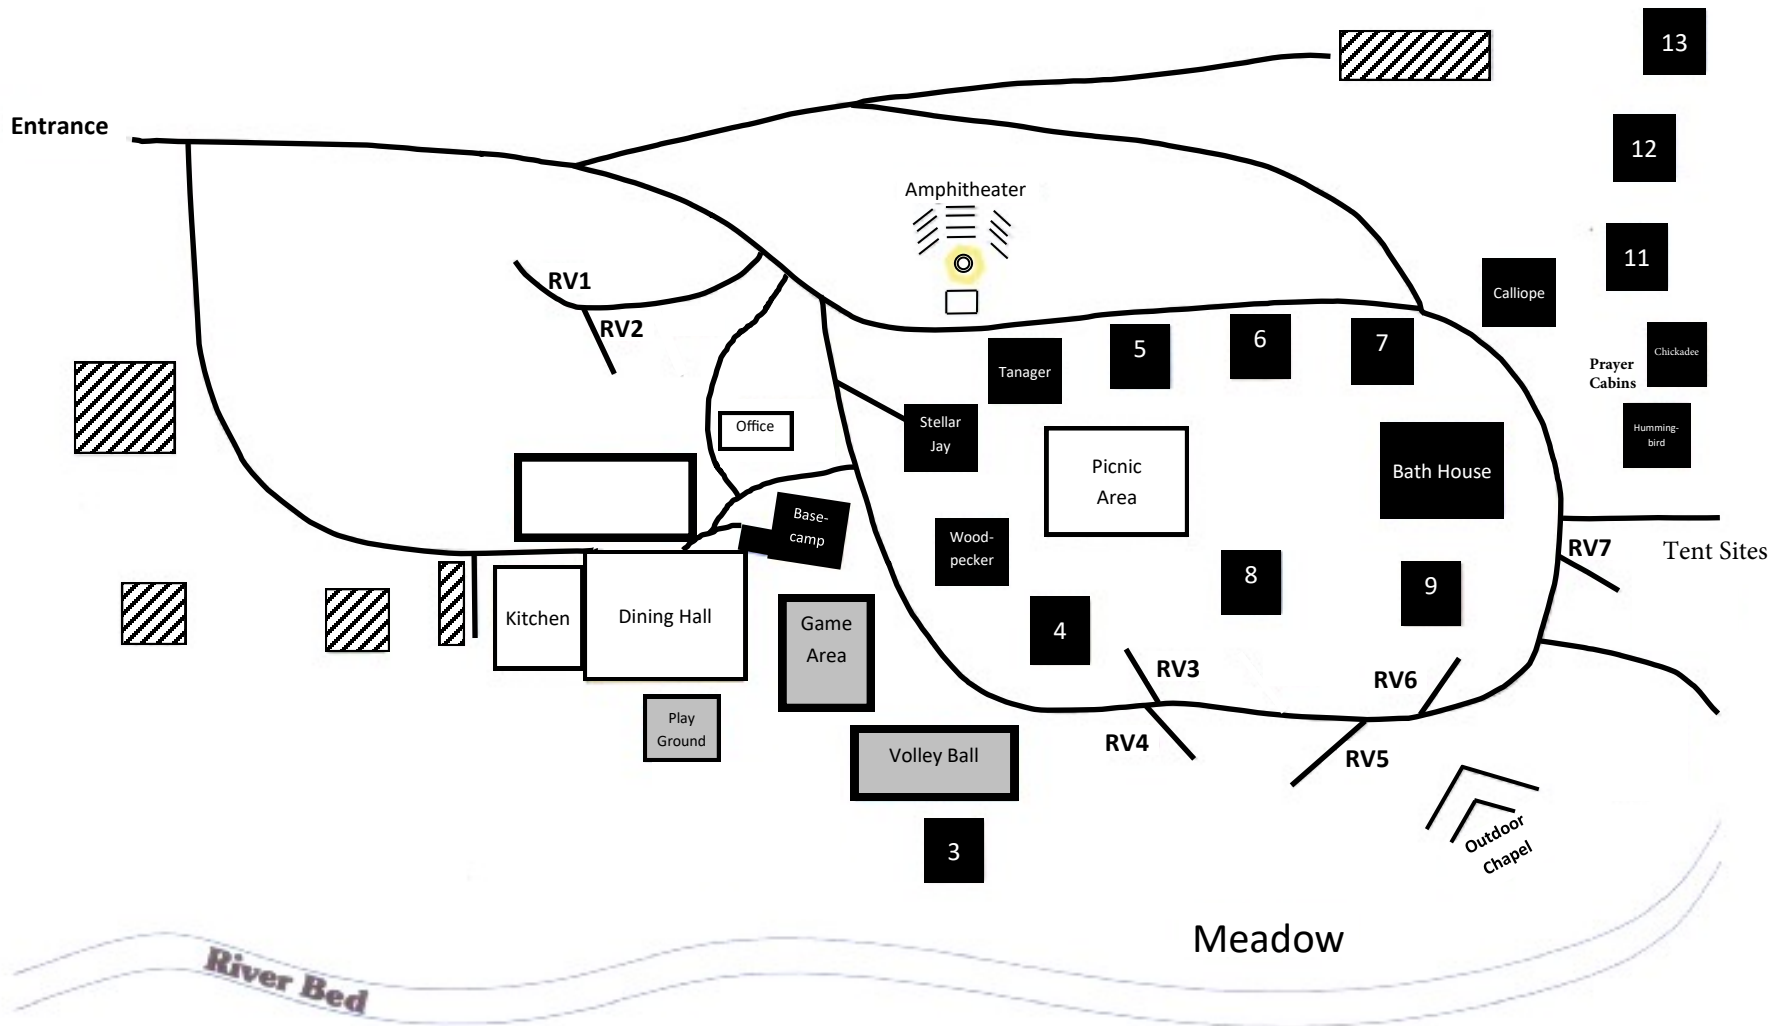 13
Entrance
12
Amphitheater
11
RV1
Calliope
RV2
5
6
7
Chickadee
Prayer
Cabins
Tanager
Stellar
Jay
Office
Humming-
bird
Picnic
Area
Bath House
Base-
camp
Wood-
pecker
RV7
Tent Sites
8
9
Kitchen
Dining Hall
Game
Area
4
RV3
RV6
Play
Ground
RV4
Volley Ball
RV5
Outdoor
Chapel
3
Meadow
River Bed